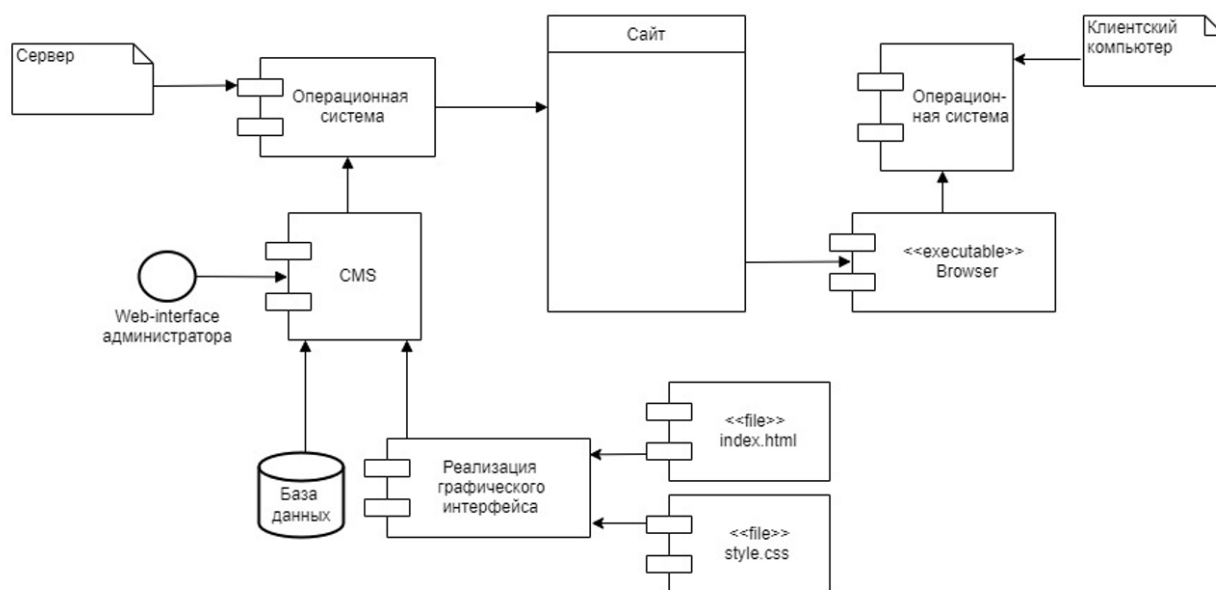 Сервер
Операционная
система
Сайт
Клиентский
компьютер
Операцион-
ная система
CMS
<<executable>>
Browser
Web-interface
администратора
<<file>>
index.html
База
данных
Реализация
графического
интерфейса
<<file>>
style.css